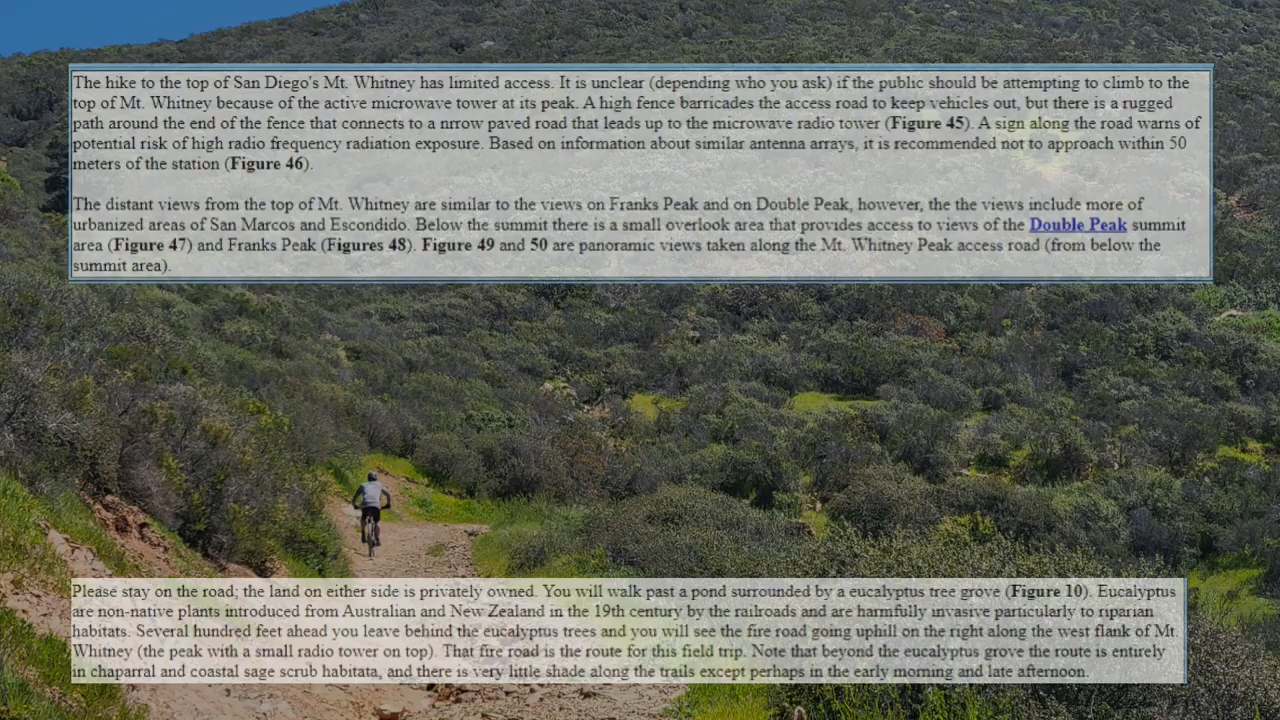 The hike to the top of San Diego's Mt. Whitney has limited access. It is unclear (depending who you ask) if the public should be attempting to climb to the
top of Mt. Whitney because of the active microwave tower at its peak. A high fence barricades the access road to keep vehicles out, but there is a rugged
path around the end of the fence that connects to a nrrow paved road that leads up to the microwave radio tower (Figure 45). A sign along the road warns of
potential risk of high radio frequency radiation exposure. Based on information about similar antenna arrays, it is recommended not to approach within 50
meters of the station (Figure 46).
The distant views from the top of Mt. Whitney are similar to the views on Franks Peak and on Double Peak, however, the the views include more of
urbanized areas of San Marcos and Escondido. Below the summit there is a small overlook area that provides access to views of the Double Peak summit
area (Figure 47) and Franks Peak (Figures 48). Figure 49 and 50 are panoramic views taken along the Mt. Whitney Peak access road (from below the
summit area).
Please stay on the road; the land on either side is privately owned. You will walk past a pond surrounded by a eucalyptus tree grove (Figure 10). Eucalyptus
are non-native plants introduced from Australian and New Zealand in the 19th century by the railroads and are harmfully invasive particularly to riparian
habitats. Several hundred feet ahead you leave behind the eucalyptus trees and you will see the fire road going uphill on the right along the west flank of Mt.
Whitney (the peak with a small radio tower on top). That fire road is the route for this field trip. Note that beyond the eucalyptus grove the route is entirely
in chaparral and coastal sage scrub habitata, and there is very little shade along the trails except perhaps in the early morning and late afternoon.